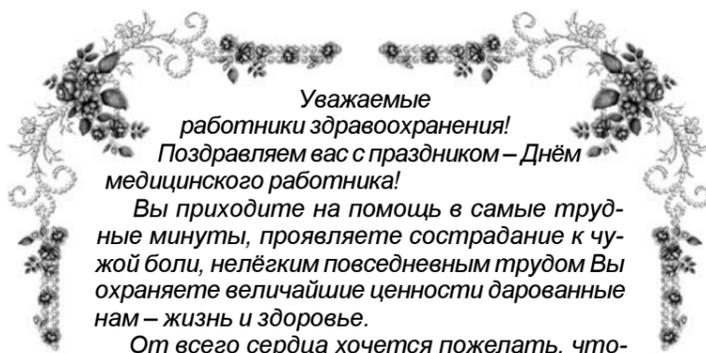 Уважаемые
работники здравоохранения!
Поздравляем вас с праздником – Днём
медицинского работника!
Вы приходите на помощь в самые труд-
ные минуты, проявляете сострадание к чу-
жой боли, нелёгким повседневным трудом Вы
охраняете величайшие ценности дарованные
нам – жизнь и здоровье.
От всего сердца хочется пожелать, что-